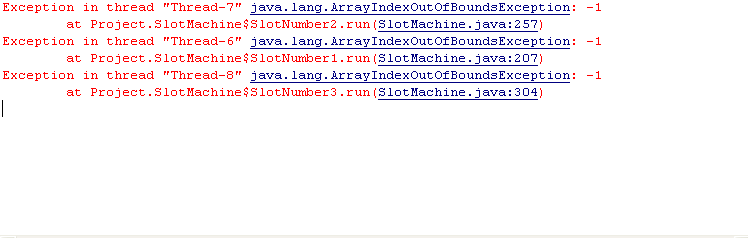 Exception in thread "Thread-7" java.lang.ArrayIndexOutOfBoundsException: -1
at Project.SlotMachine$SlotNumber2.run(SlotMachine.java:257)
Exception in thread "Thread-6" java.lang.ArrayIndexOutOfBoundsException: -1
at Project.SlotMachine$SlotNumber1.run(SlotMachine.java:207)
Exception in thread "Thread-8" java.lang.ArrayIndexOutOfBoundsException: -1
at Project.SlotMachine$SlotNumber3.run(SlotMachine.java:304)